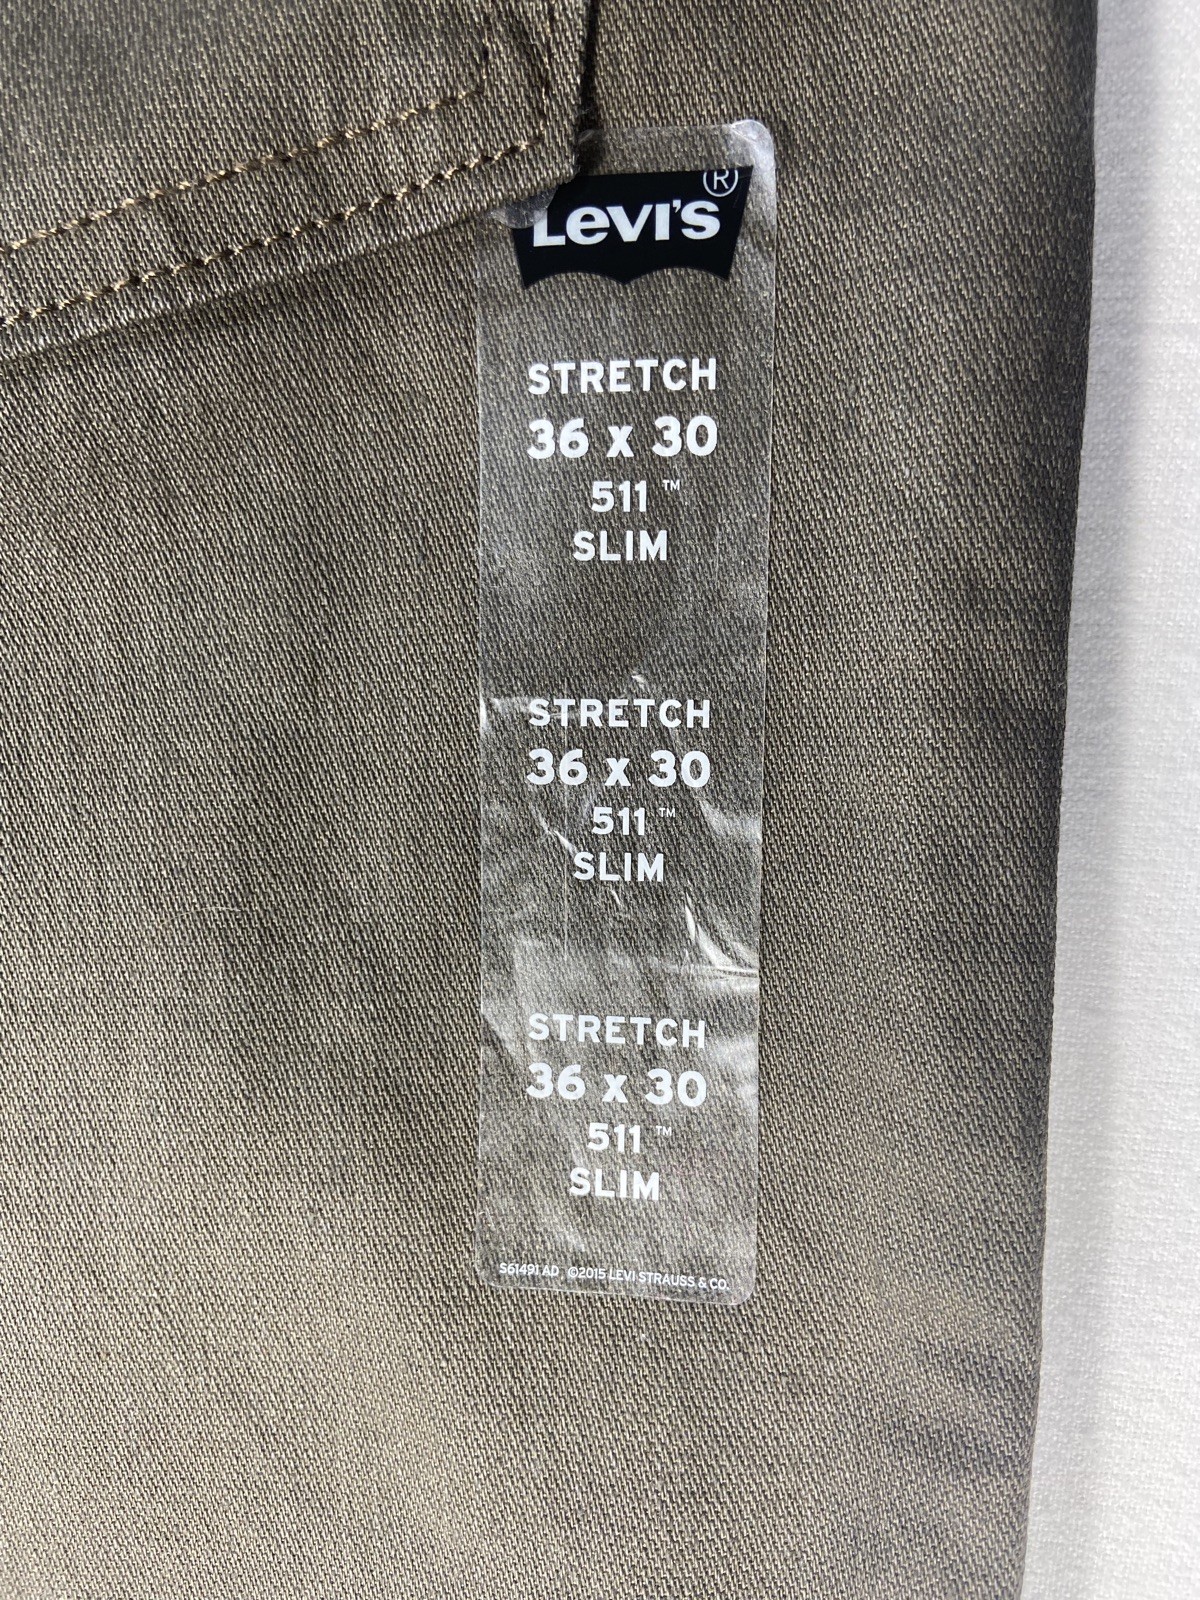 Levi's®
STRETCH
36 x 30
511™
SLIM
STRETCH
36 x 30
511™
SLIM
STRETCH
36 x 30
511™
SLIM
S61491 AD ©2015 LEVI STRAUSS & CO.